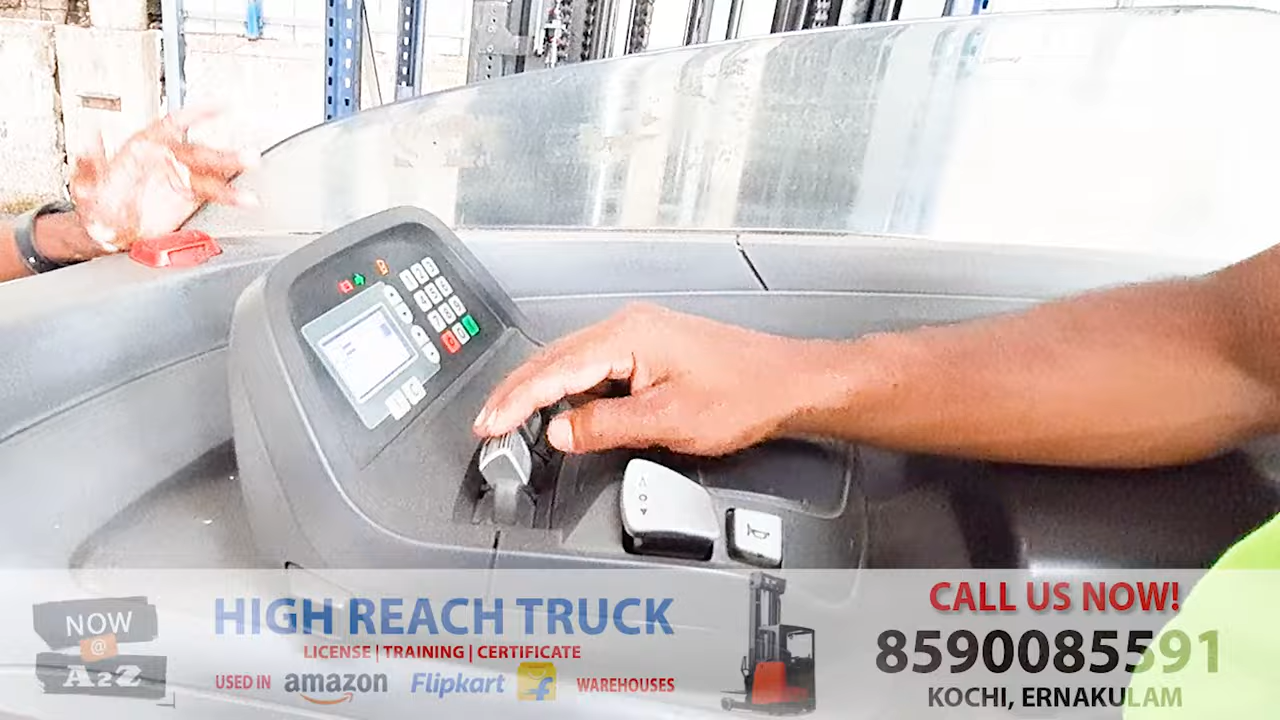 NOW
@
A2Z
HIGH REACH TRUCK
LICENSE | TRAINING | CERTIFICATE
USED IN amazon Flipkart WAREHOUSES
CALL US NOW!
8590085591
KOCHI, ERNAKULAM